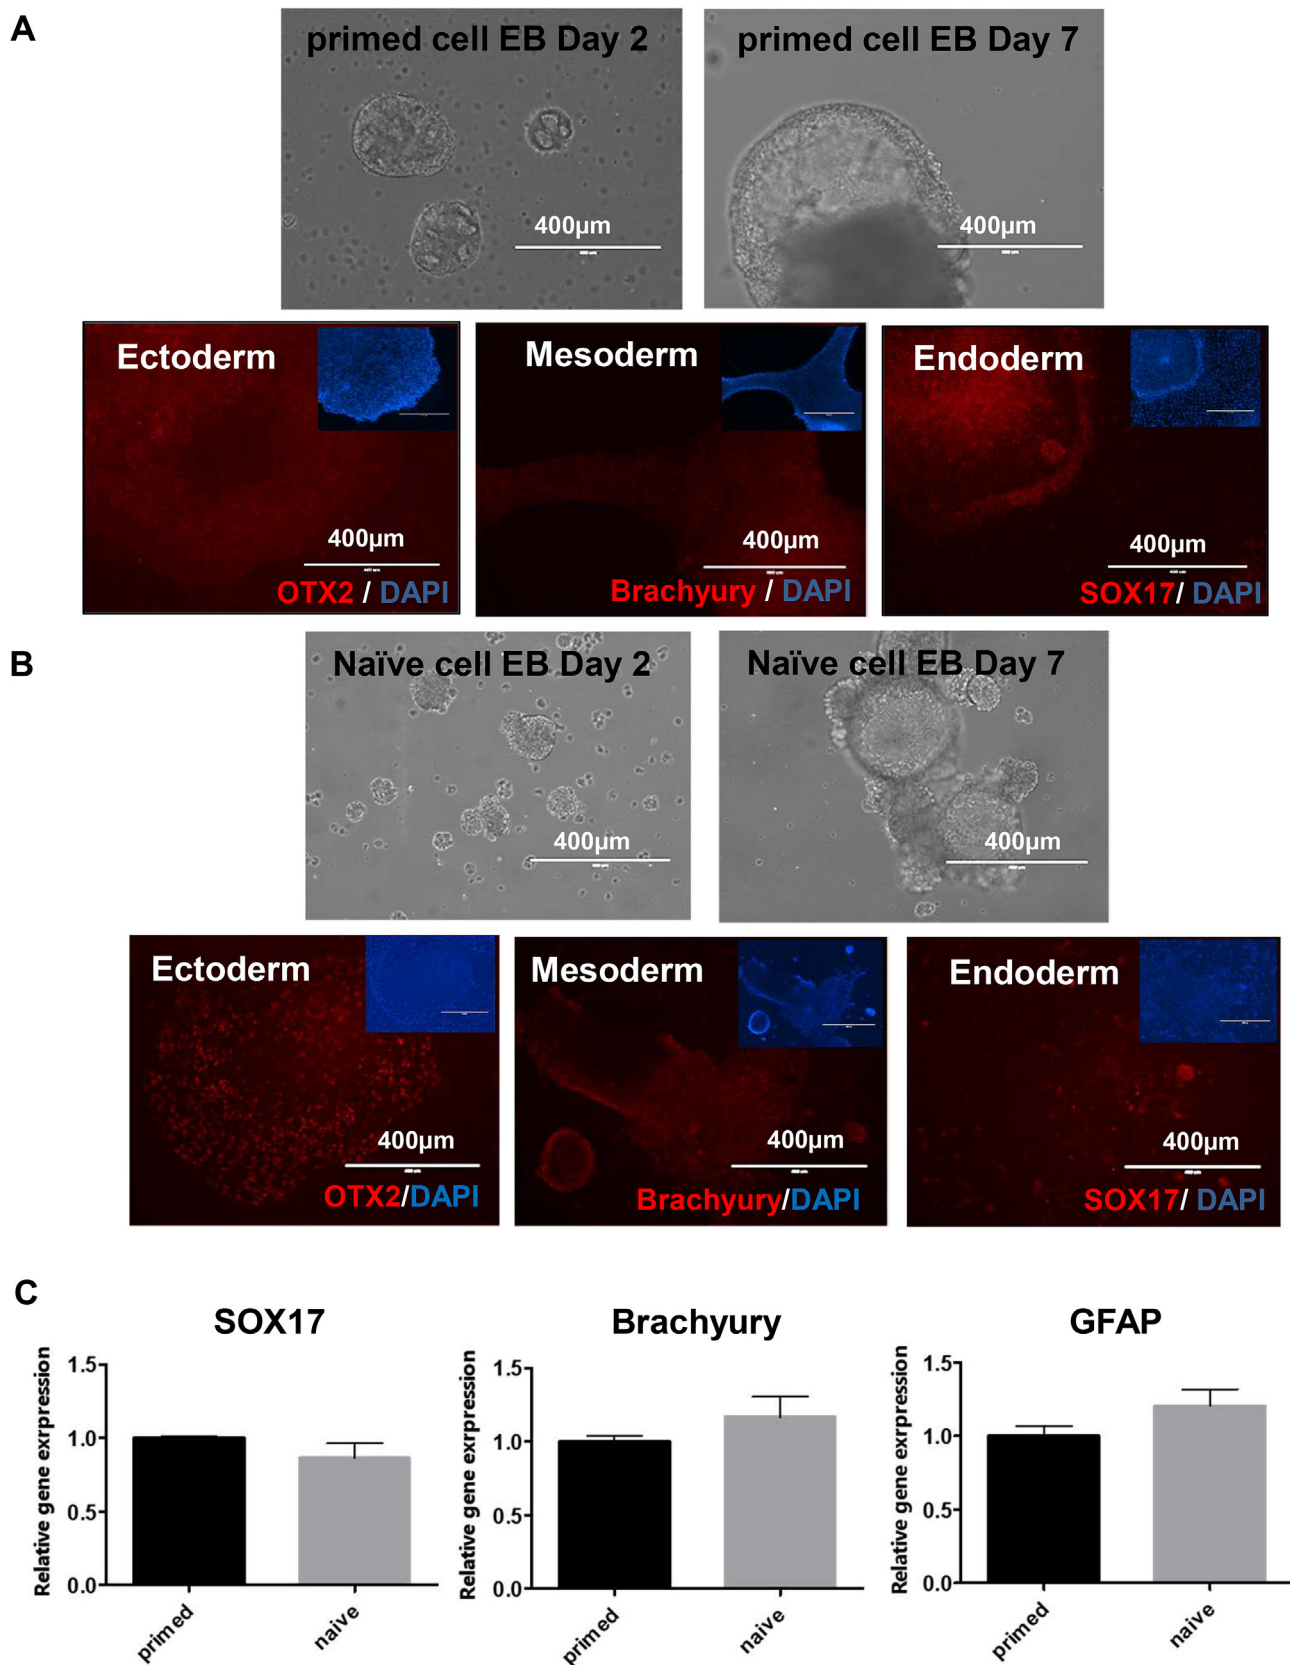 A
primed cell EB Day 2
primed cell EB Day 7
400µm
400µm
Ectoderm
Mesoderm
Endoderm
400µm
400µm
400µm
OTX2 / DAPI
Brachyury / DAPI
SOX17/ DAPI
B
Naïve cell EB Day 2
Naïve cell EB Day 7
400µm
400µm
Ectoderm
Mesoderm
Endoderm
400µm
400µm
400µm
OTX2/DAPI
Brachyury/DAPI
SOX17/ DAPI
C
SOX17
Relative gene exrpression
1.5
1.0
0.5
0.0
primed
naive
Brachyury
Relative gene exrpression
1.5
1.0
0.5
0.0
primed
naive
GFAP
Relative gene exrpression
1.5
1.0
0.5
0.0
primed
naive